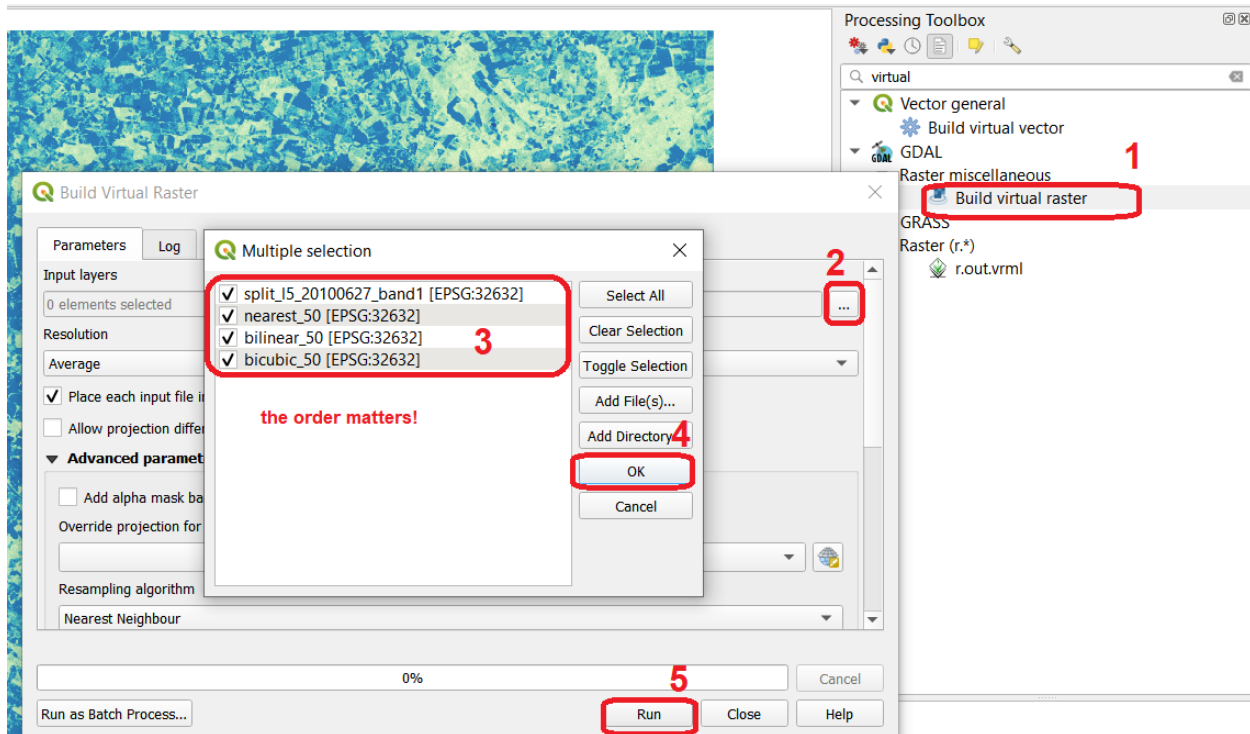 Processing Toolbox
virtual
Vector general
Build virtual vector
GDAL
GDAL
1
Raster miscellaneous
Build virtual raster
GRASS
Raster (r.*)
r.out.vrml
Build Virtual Raster
Parameters
Log
Input layers
0 elements selected
2
...
Resolution
Average
Place each input file i
Allow projection differ
Advanced paramet
Add alpha mask ba
Override projection for
Resampling algorithm
Nearest Neighbour
Multiple selection
split_l5_20100627_band1 [EPSG:32632]
nearest_50 [EPSG:32632]
bilinear_50 [EPSG:32632]
bicubic_50 [EPSG:32632]
3
the order matters!
Select All
Clear Selection
Toggle Selection
Add File(s)...
Add Directory
4
OK
Cancel
0%
Cancel
5
Run as Batch Process...
Run
Close
Help